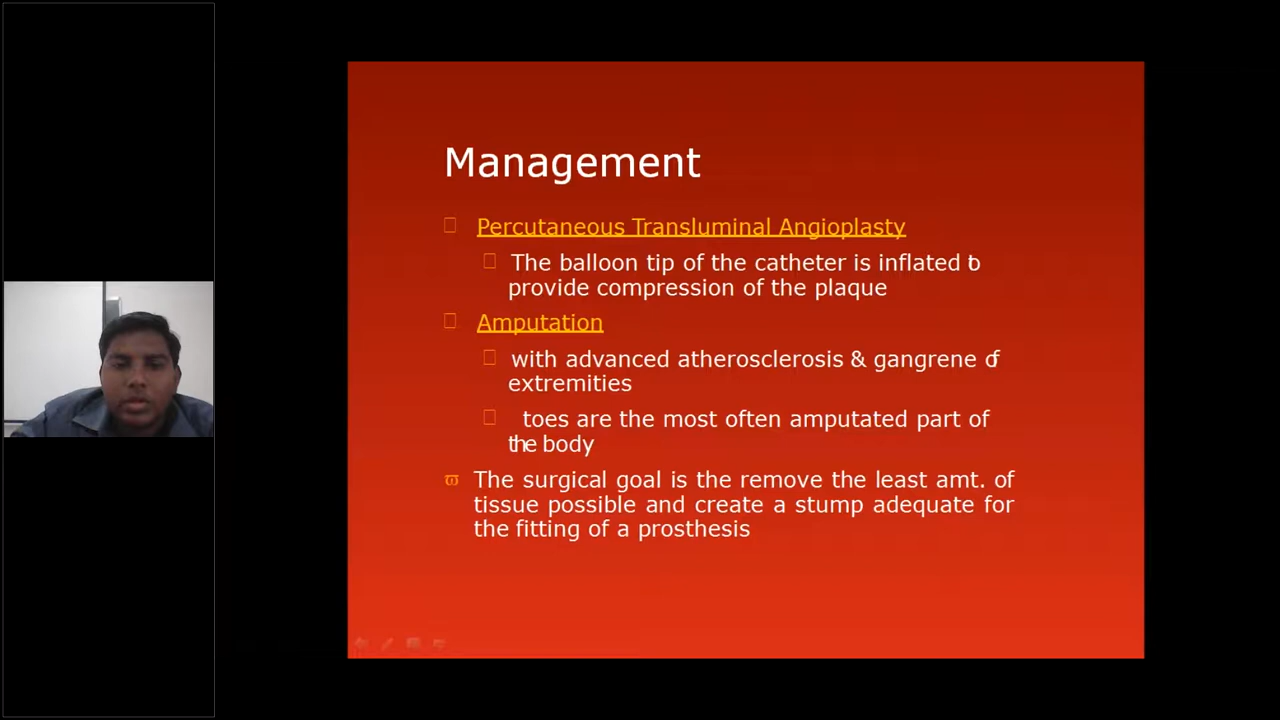 Management
Percutaneous Transluminal Angioplasty
The balloon tip of the catheter is inflated to
provide compression of the plaque
Amputation
with advanced atherosclerosis & gangrene of
extremities
toes are the most often amputated part of
the body
ϖ The surgical goal is the remove the least amt. of
tissue possible and create a stump adequate for
the fitting of a prosthesis